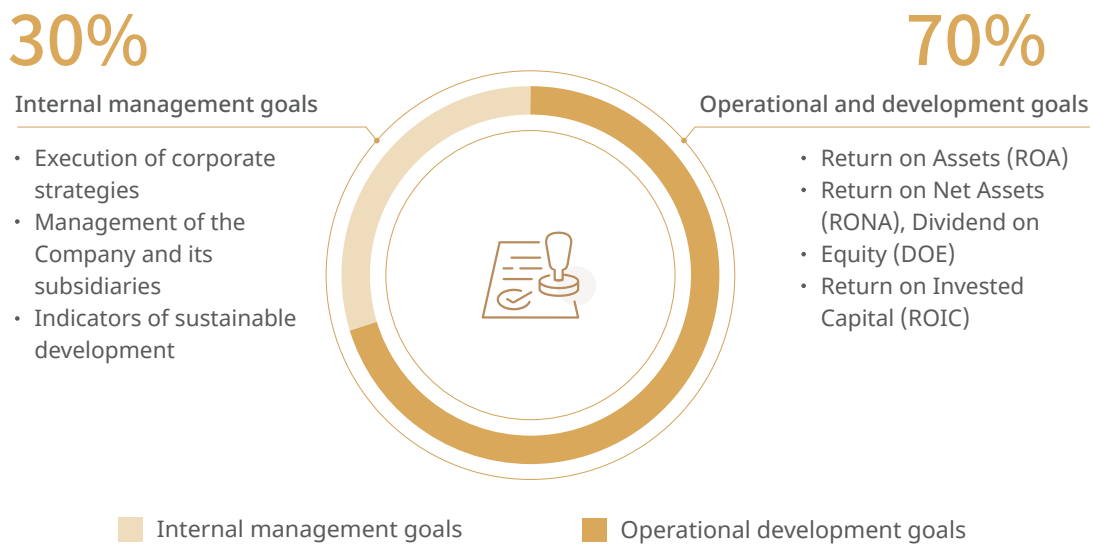 30%
Internal management goals
• Execution of corporate
strategies
• Management of the
Company and its
subsidiaries
• Indicators of sustainable
development
70%
Operational and development goals
• Return on Assets (ROA)
• Return on Net Assets
(RONA), Dividend on
• Equity (DOE)
• Return on Invested
Capital (ROIC)
Internal management goals
Operational development goals